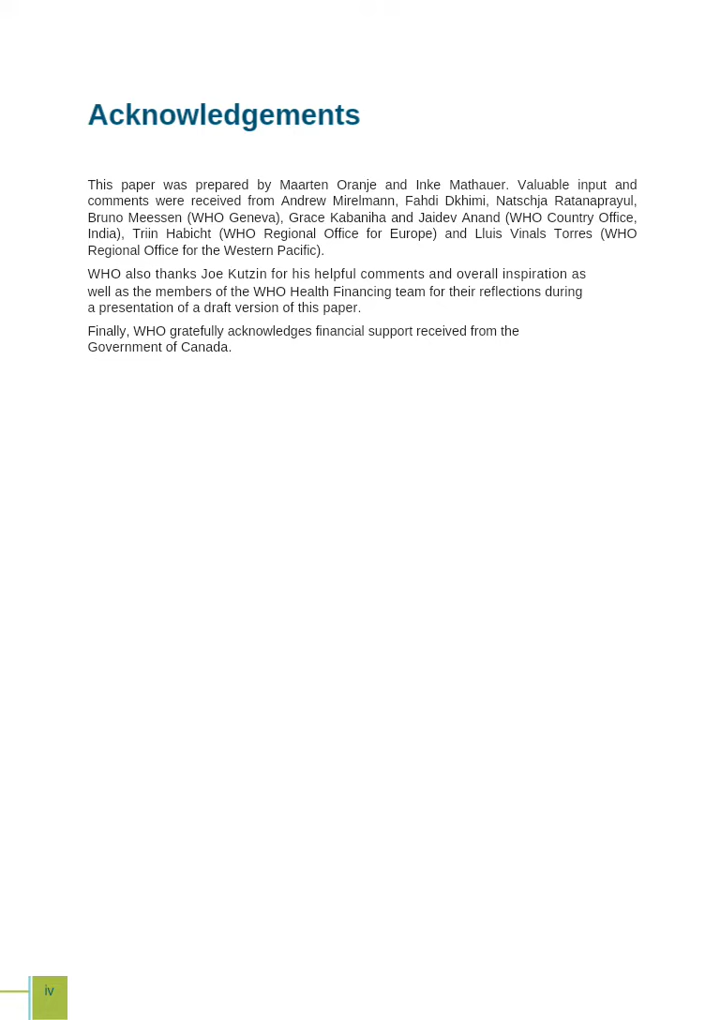 Acknowledgements
This paper was prepared by Maarten Oranje and Inke Mathauer. Valuable input and
comments were received from Andrew Mirelmann, Fahdi Dkhimi, Natschja Ratanaprayul,
Bruno Meessen (WHO Geneva), Grace Kabaniha and Jaidev Anand (WHO Country Office,
India), Triin Habicht (WHO Regional Office for Europe) and Lluis Vinals Torres (WHO
Regional Office for the Western Pacific).
WHO also thanks Joe Kutzin for his helpful comments and overall inspiration as
well as the members of the WHO Health Financing team for their reflections during
a presentation of a draft version of this paper.
Finally, WHO gratefully acknowledges financial support received from the
Government of Canada.
iv